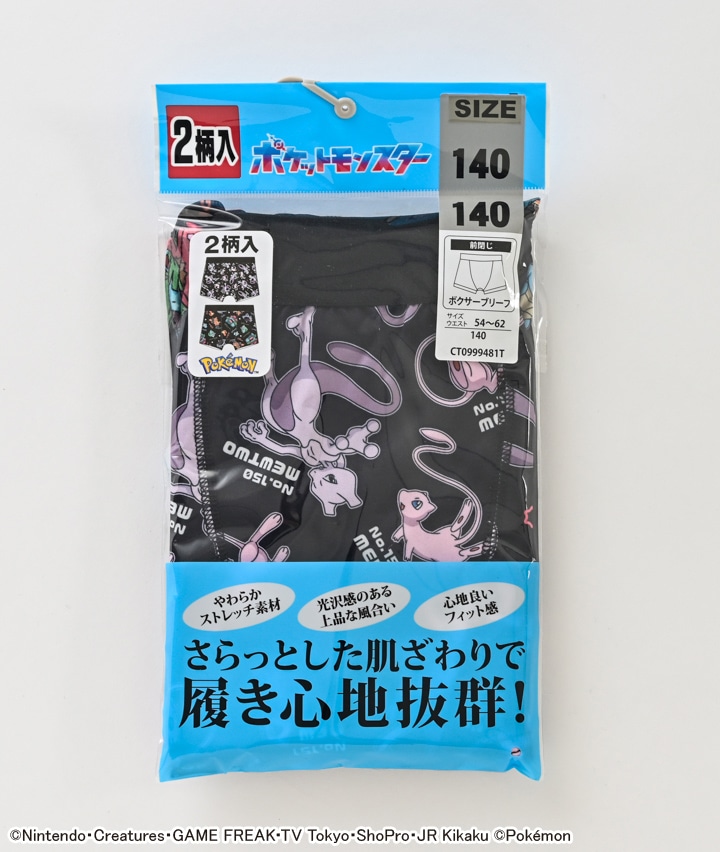 2柄入
ポケットモンスター
SIZE
140
140
2柄入
POKéMON
前閉じ
ボクサーブリーフ
サイズ
ウエスト 54〜62
140
CT0999481T
No.150
MEWTWO
No.15
やわらか
ストレッチ素材
光沢感のある
上品な風合い
心地良い
フィット感
さらっとした肌ざわりで
履き心地抜群!
©Nintendo・Creatures・GAME FREAK・TV Tokyo・ShoPro・JR Kikaku ©Pokémon